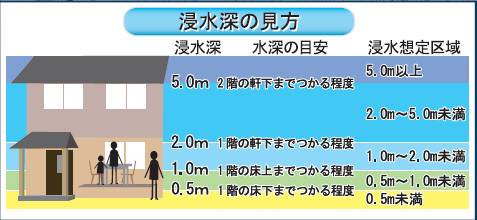 浸水深の見方
浸水深 水深の目安 浸水想定区域
5.0m以上
5.0m 2階の軒下までつかる程度
2.0m～5.0m未満
2.0m 1階の軒下までつかる程度
1.0m～2.0m未満
1.0m 1階の床上までつかる程度
0.5m～1.0m未満
0.5m 1階の床下までつかる程度
0.5m未満